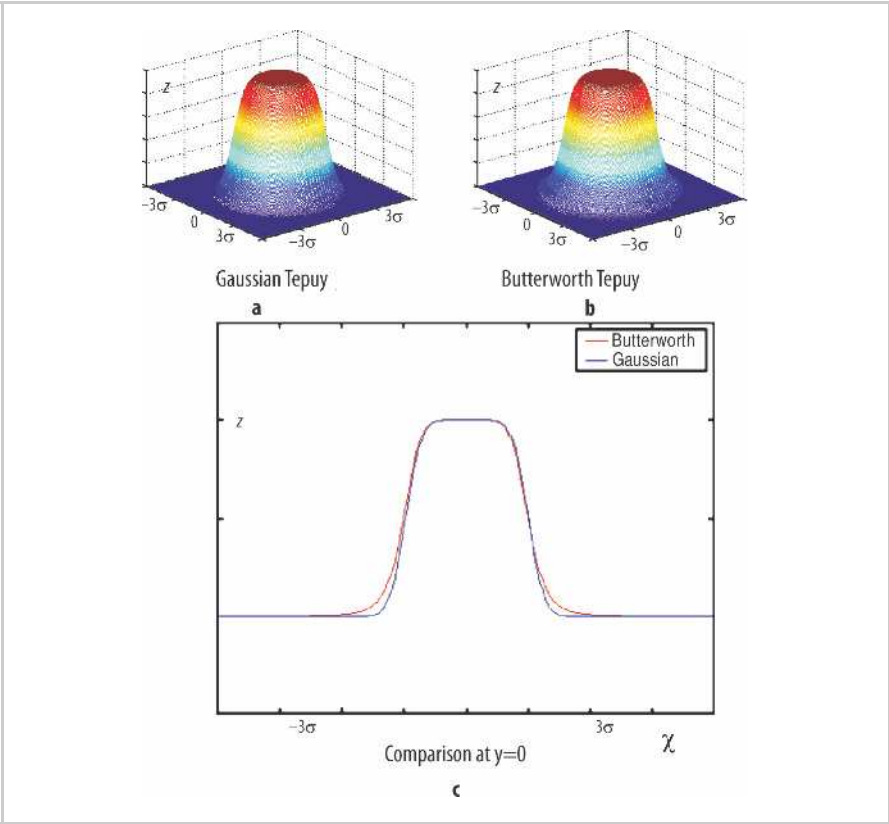 z
z
−3σ
0
3σ
−3σ
0
3σ
−3σ
0
3σ
−3σ
0
3σ
Gaussian Tepuy
Butterworth Tepuy
a
b
Butterworth
Gaussian
z
−3σ
3σ
χ
Comparison at y=0
c